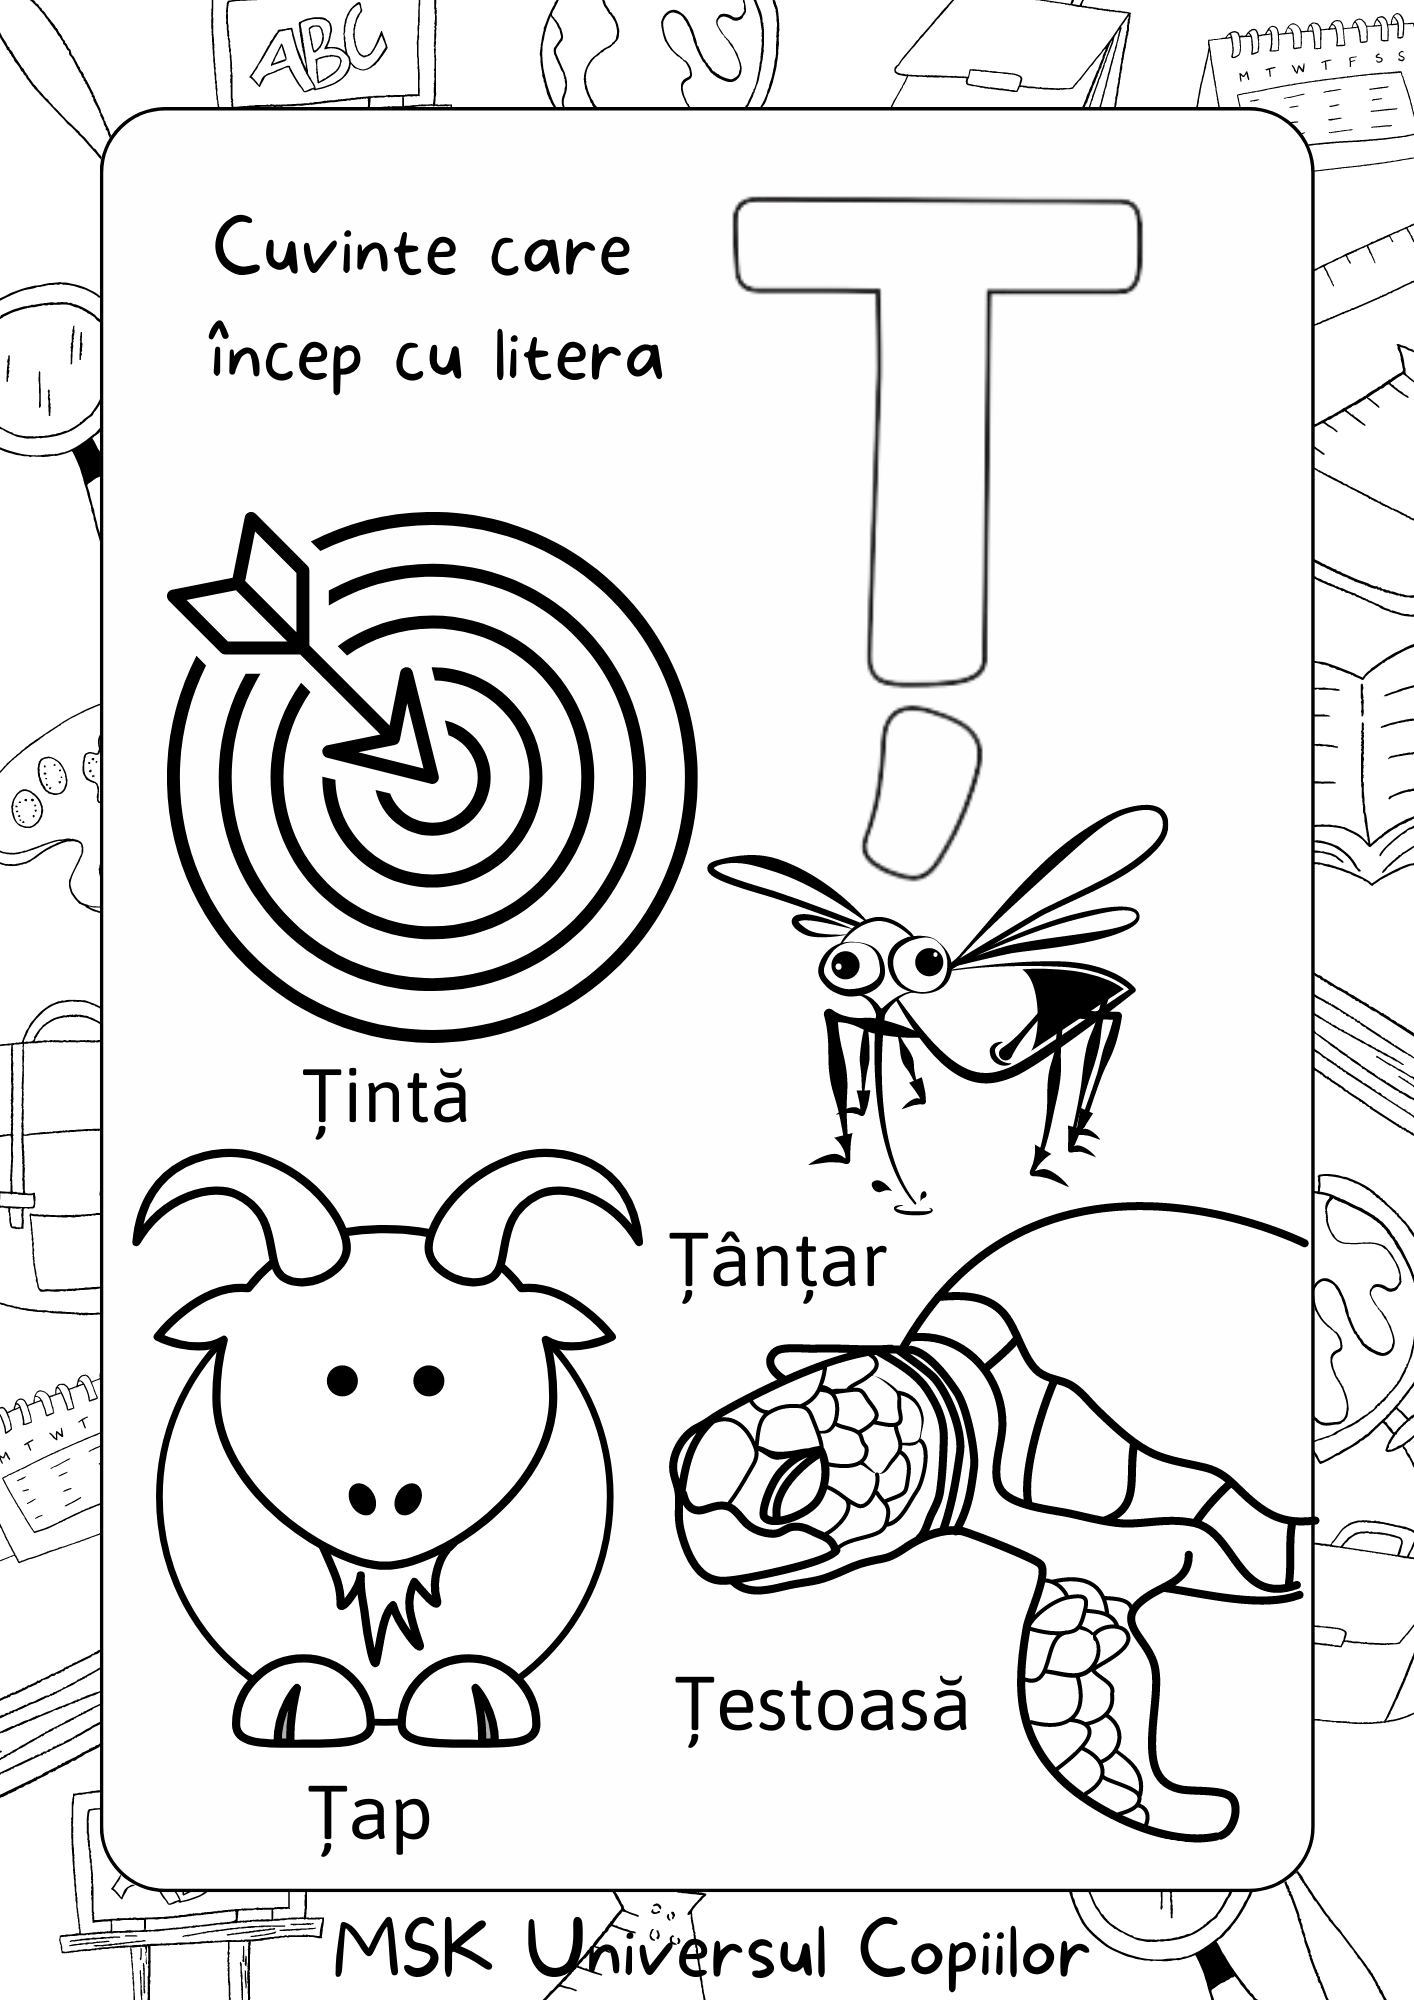 ABC
M T W T F S S
Cuvinte care
încep cu litera
Ț
Țintă
Țânțar
M T W T
Țestoasă
Țap
MSK Universul Copiilor